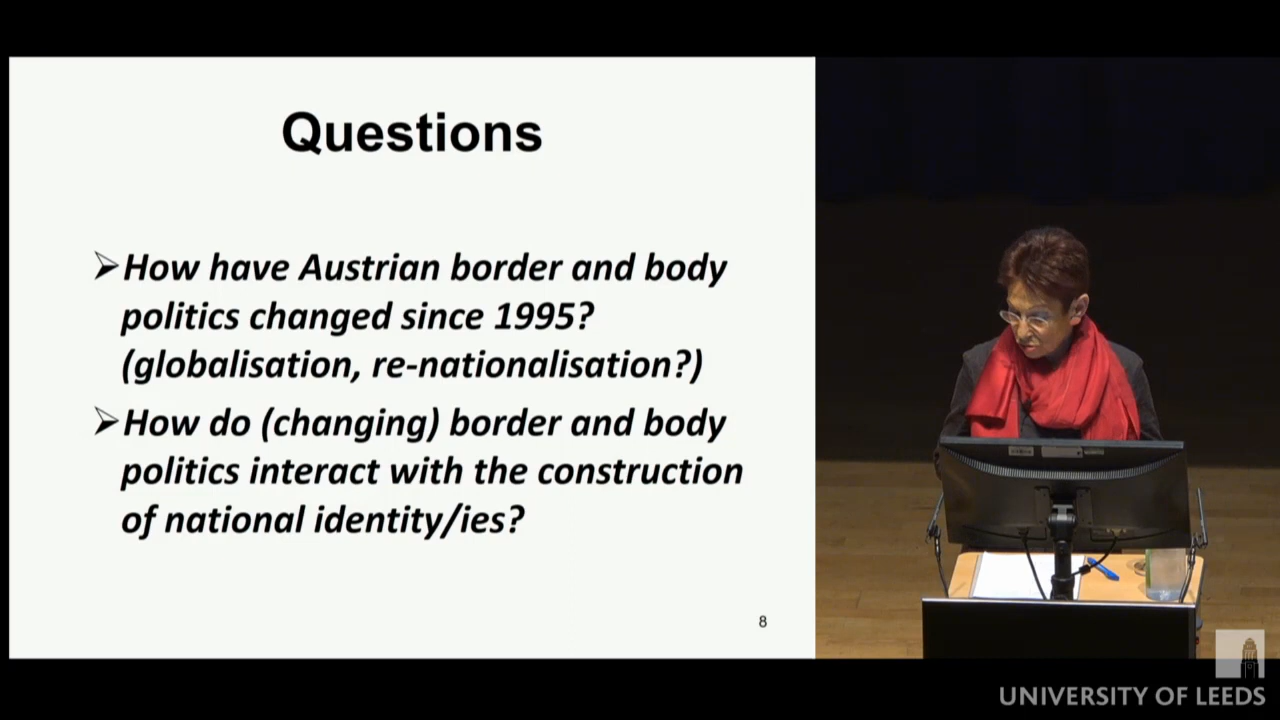 Questions
➢How have Austrian border and body
politics changed since 1995?
(globalisation, re-nationalisation?)
➢How do (changing) border and body
politics interact with the construction
of national identity/ies?
8
UNIVERSITY OF LEEDS